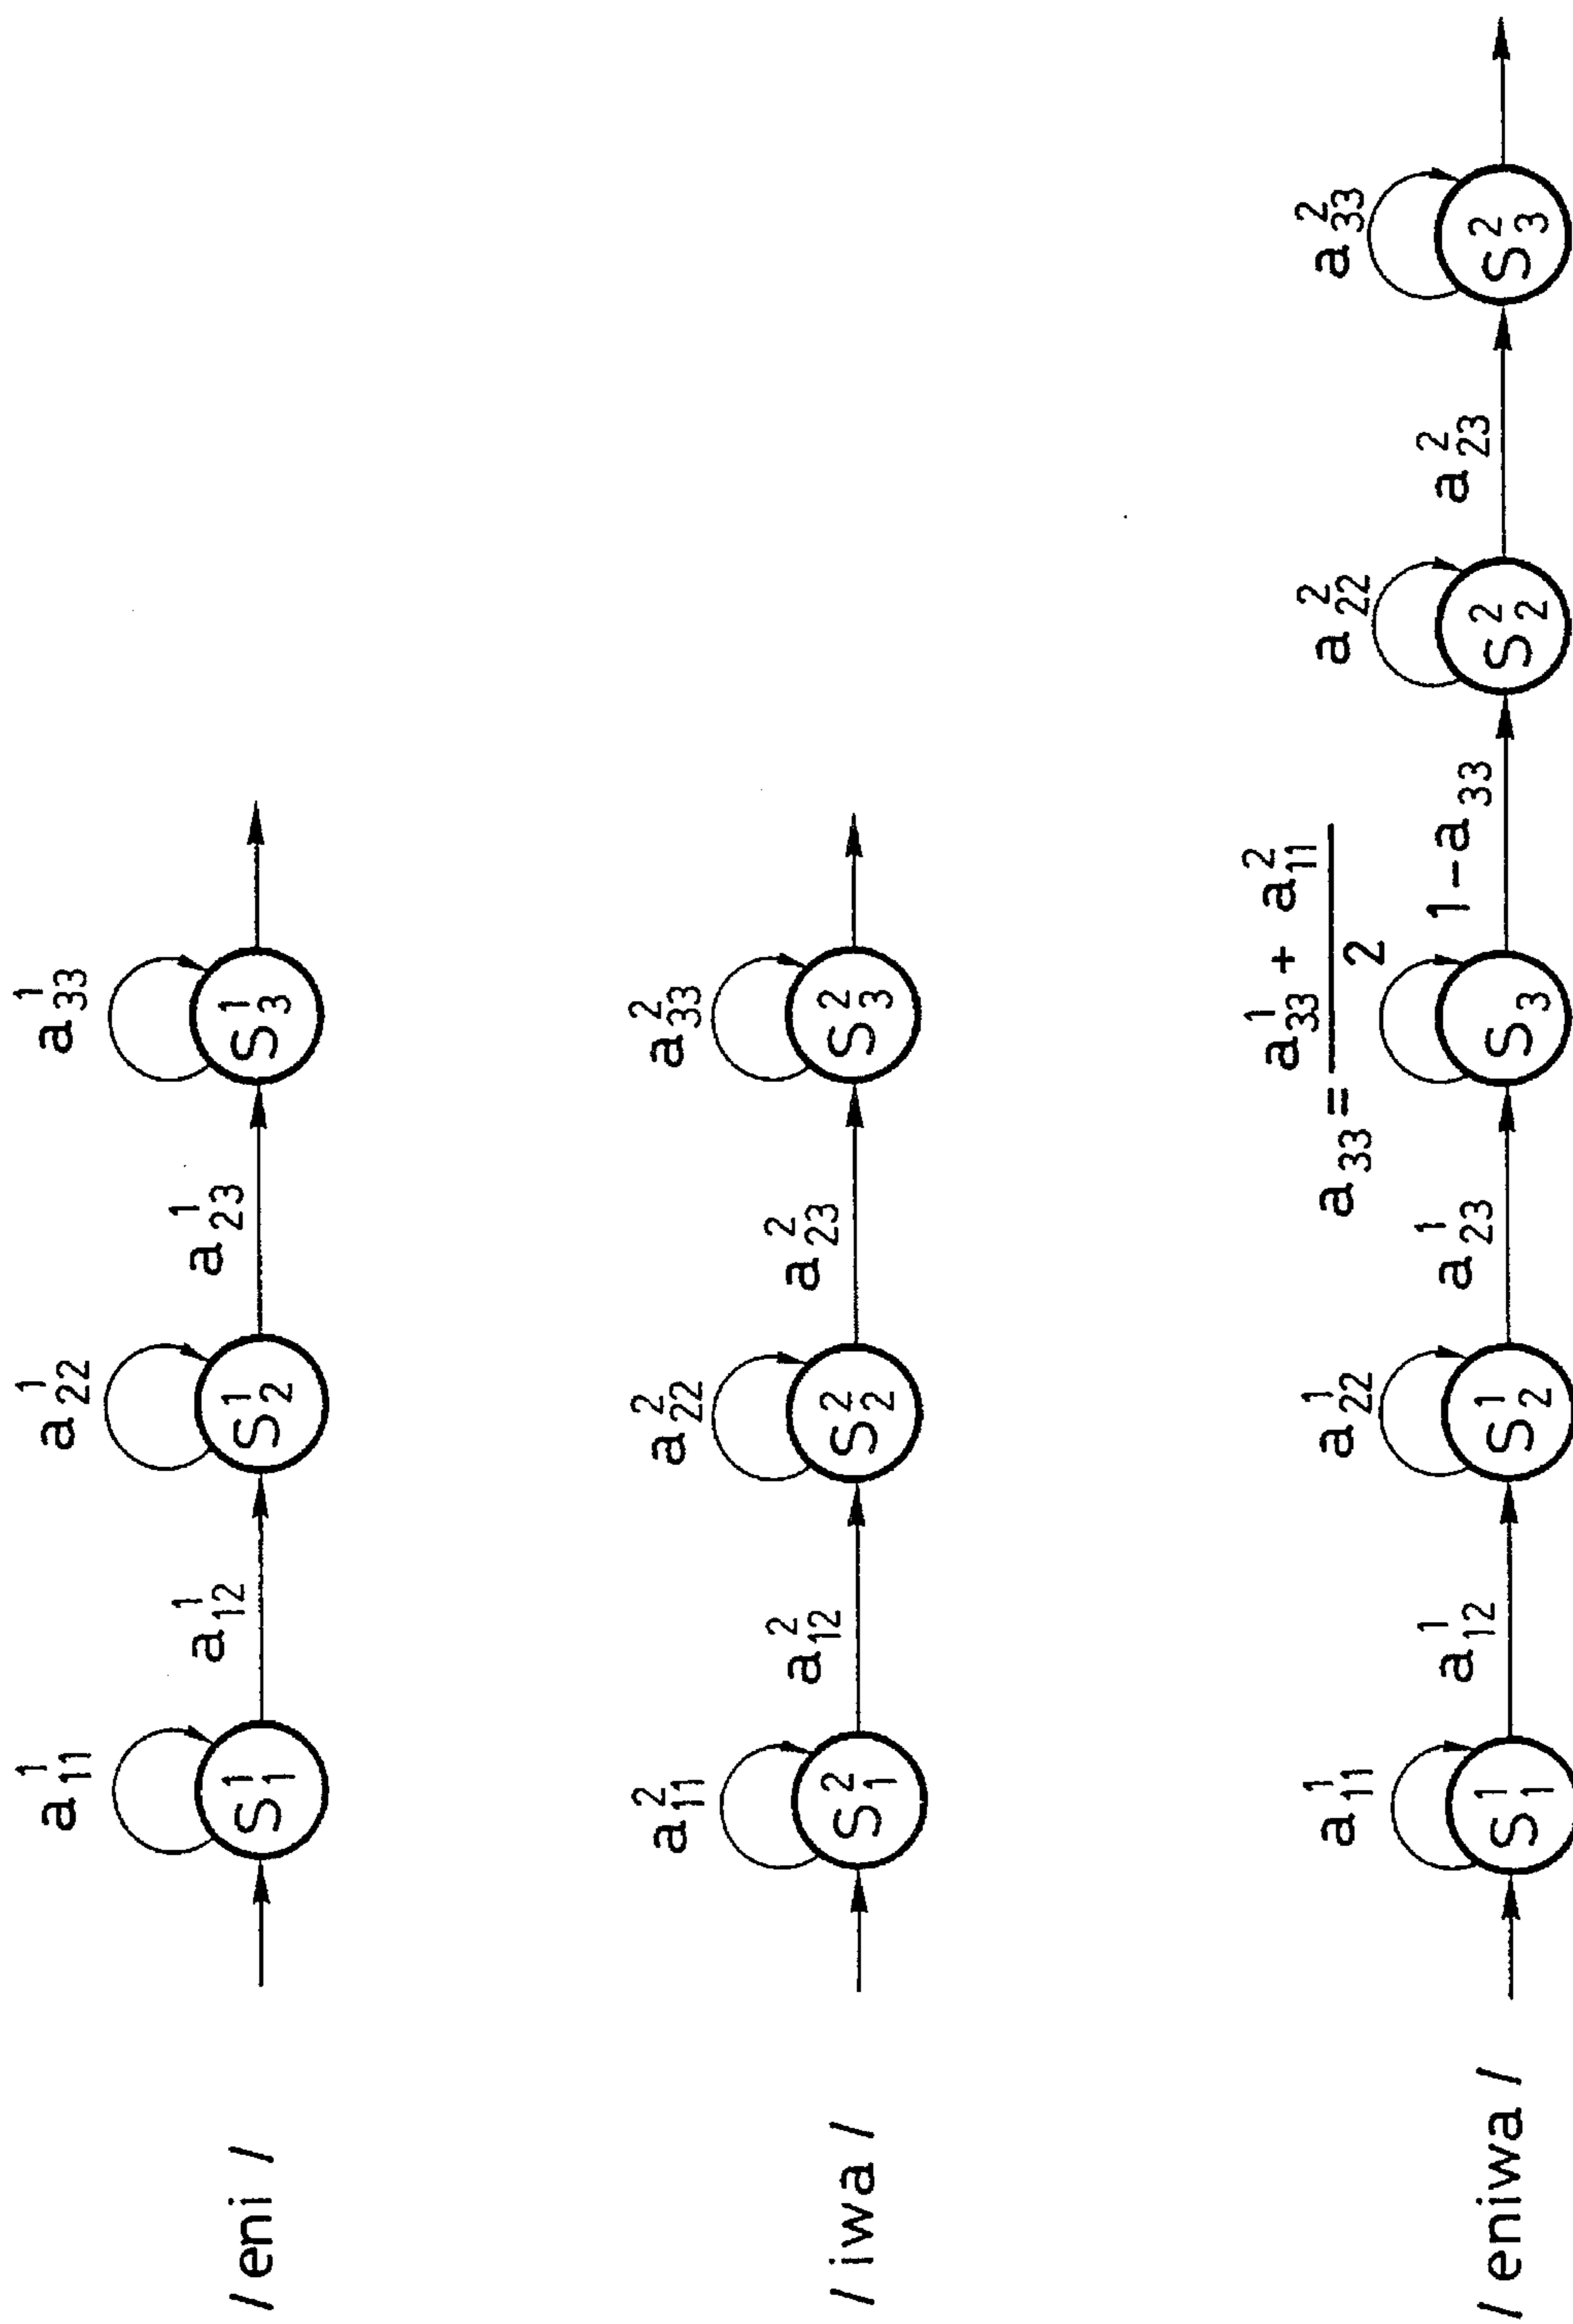 a¹₁₁ a¹₂₂ a¹₃₃
/eni/ S¹₁ a¹₁₂ S¹₂ a¹₂₃ S¹₃
a²₁₁ a²₂₂ a²₃₃
/iwa/ S²₁ a²₁₂ S²₂ a²₂₃ S²₃
a₃₃ = (a¹₃₃ + a²₁₁) / 2
a¹₁₁ a¹₂₂ a²₂₂ a²₃₃
/eniwa/ S¹₁ a¹₁₂ S¹₂ a¹₂₃ S₃ 1-a₃₃ S²₂ a²₂₃ S²₃